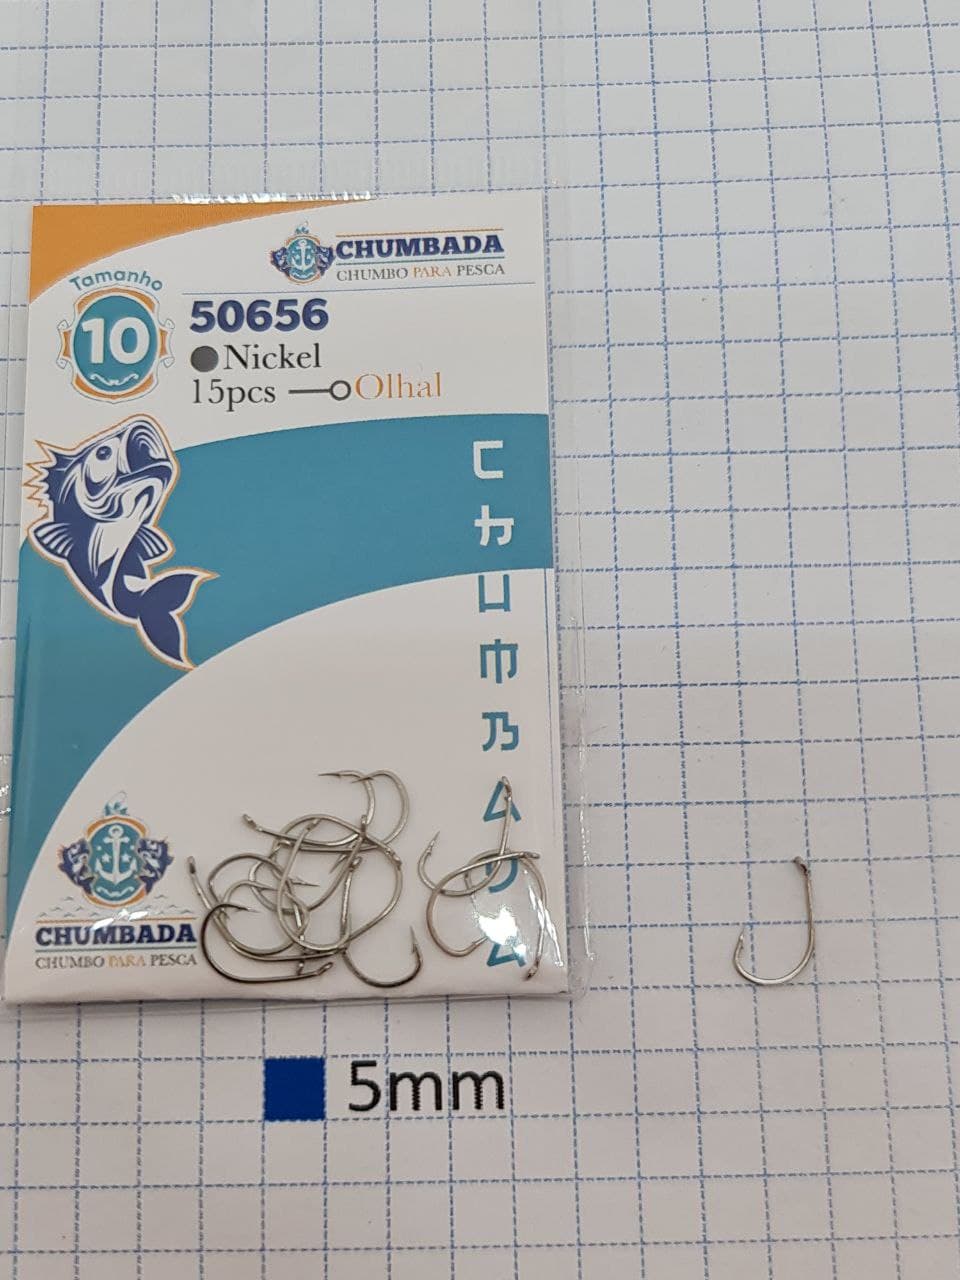 CHUMBADA
CHUMBO PARA PESCA
Tamanho
10
50656
Nickel
15pcs Olhal
CHUMBADA
CHUMBADA
CHUMBO PARA PESCA
5mm